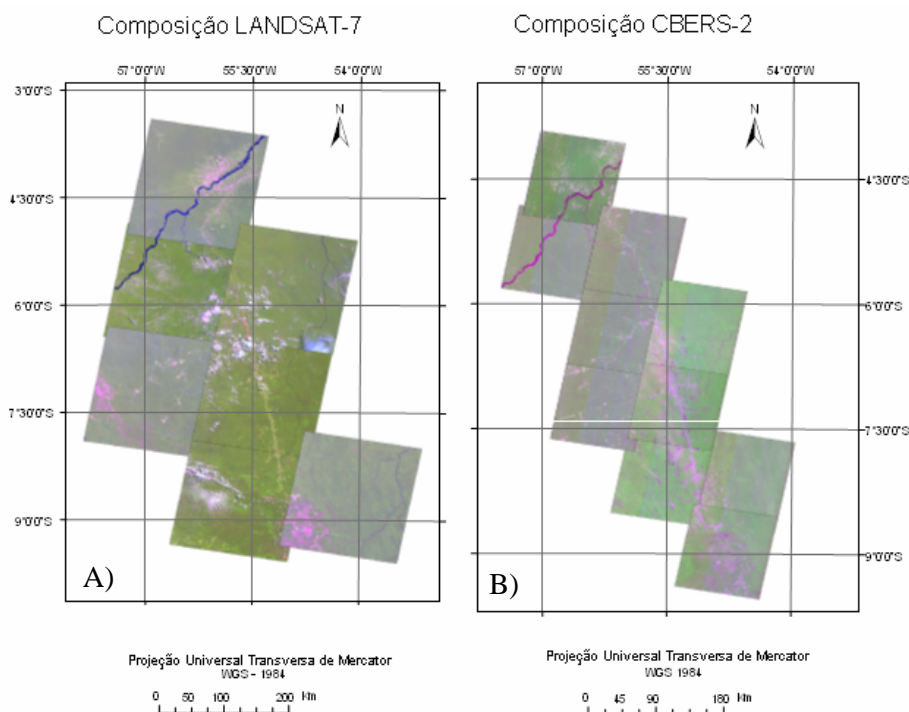 Composição LANDSAT-7
57°0'0"W 55°30'0"W 54°0'0"W
3°0'0"S
4°30'0"S
6°0'0"S
7°30'0"S
9°0'0"S
N
A)
Projeção Universal Transversa de Mercator
WGS - 1984
0 50 100 200 Km
Composição CBERS-2
57°0'0"W 55°30'0"W 54°0'0"W
4°30'0"S
6°0'0"S
7°30'0"S
9°0'0"S
N
B)
Projeção Universal Transversa de Mercator
WGS 1984
0 45 90 180 Km